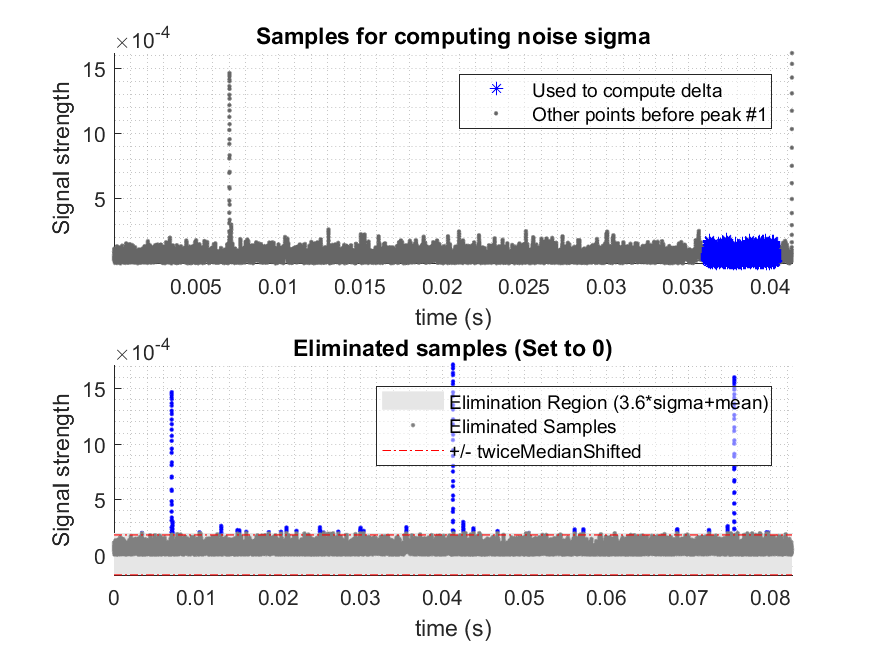 Samples for computing noise sigma
×10-4
15
10
5
Signal strength
Used to compute delta
Other points before peak #1
0.005
0.01
0.015
0.02
0.025
0.03
0.035
0.04
time (s)
Eliminated samples (Set to 0)
×10-4
15
10
5
0
Signal strength
Elimination Region (3.6*sigma+mean)
Eliminated Samples
+/- twiceMedianShifted
0
0.01
0.02
0.03
0.04
0.05
0.06
0.07
0.08
time (s)